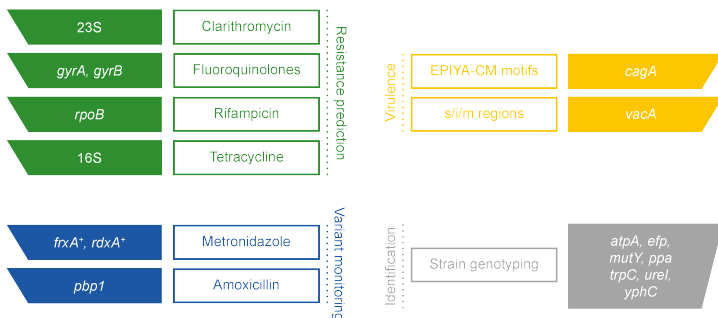 23S
Clarithromycin
gyrA, gyrB
Fluoroquinolones
rpoB
Rifampicin
16S
Tetracycline
Resistance prediction
frxA⁺, rdxA⁺
Metronidazole
pbp1
Amoxicillin
Variant monitoring
Virulence
EPIYA-CM motifs
cagA
s/i/m regions
vacA
Identification
Strain genotyping
atpA, efp,
mutY, ppa
trpC, ureI,
yphC